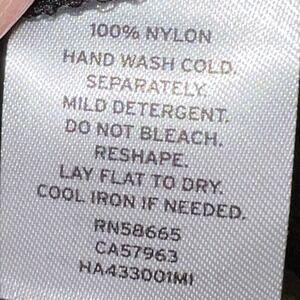 100% NYLON
HAND WASH COLD.
SEPARATELY.
MILD DETERGENT.
DO NOT BLEACH.
RESHAPE.
LAY FLAT TO DRY.
COOL IRON IF NEEDED.
RN58665
CA57963
HA433001MI